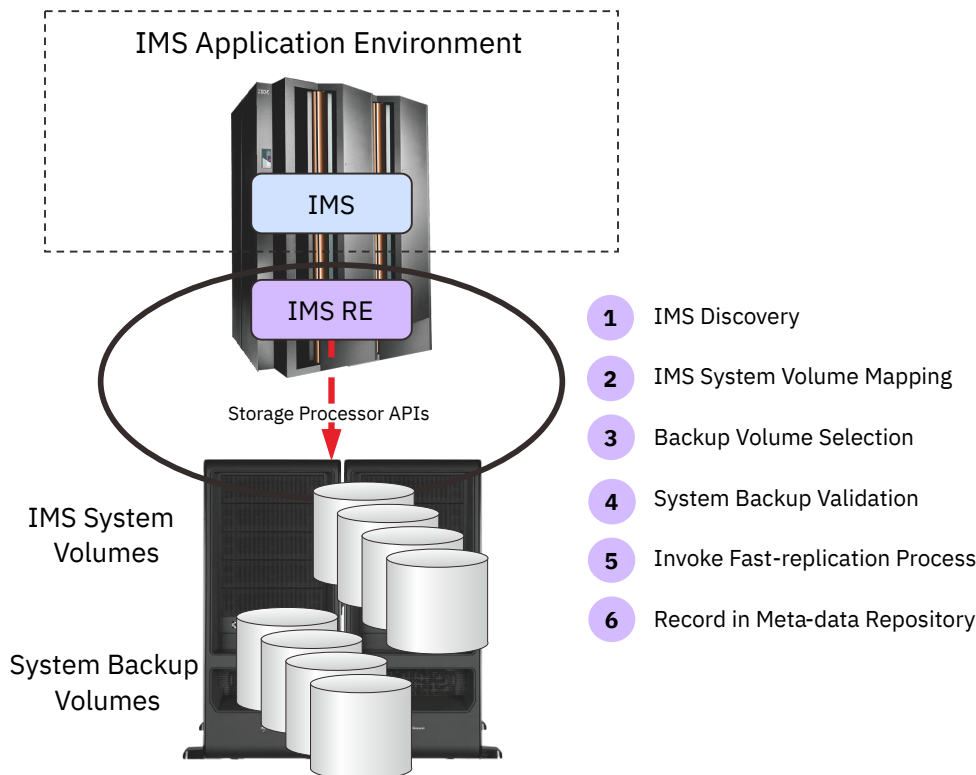 IMS Application Environment
IMS
IMS RE
Storage Processor APIs
IMS System
Volumes
System Backup
Volumes
1 IMS Discovery
2 IMS System Volume Mapping
3 Backup Volume Selection
4 System Backup Validation
5 Invoke Fast-replication Process
6 Record in Meta-data Repository